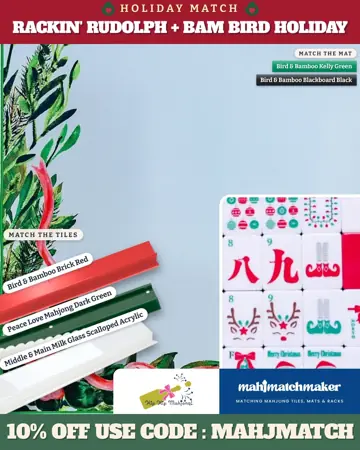 HOLIDAY MATCH
RACKIN' RUDOLPH + BAM BIRD HOLIDAY
MATCH THE MAT
Bird & Bamboo Kelly Green
Bird & Bamboo Blackboard Black
MATCH THE TILES
Bird & Bamboo Brick Red
Peace Love Mahjong Dark Green
Middle & Main Milk Glass Scalloped Acrylic
8
八
9
九
8
9
Merry Christmas
Merry Christmas
mahjmatchmaker
MATCHING MAHJONG TILES, MATS & RACKS
10% OFF USE CODE : MAHJMATCH